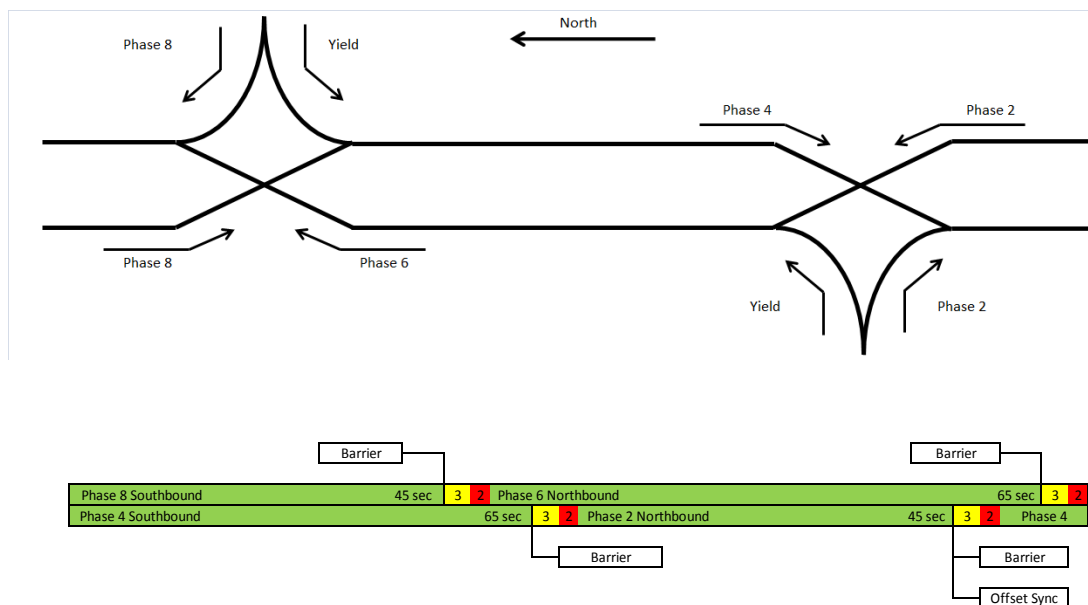 North
Phase 8
Yield
Phase 4
Phase 2
Phase 8
Phase 6
Yield
Phase 2
Barrier
Barrier
Phase 8 Southbound 45 sec 3 2 Phase 6 Northbound 65 sec 3 2
Phase 4 Southbound 65 sec 3 2 Phase 2 Northbound 45 sec 3 2 Phase 4
Barrier
Barrier
Offset Sync